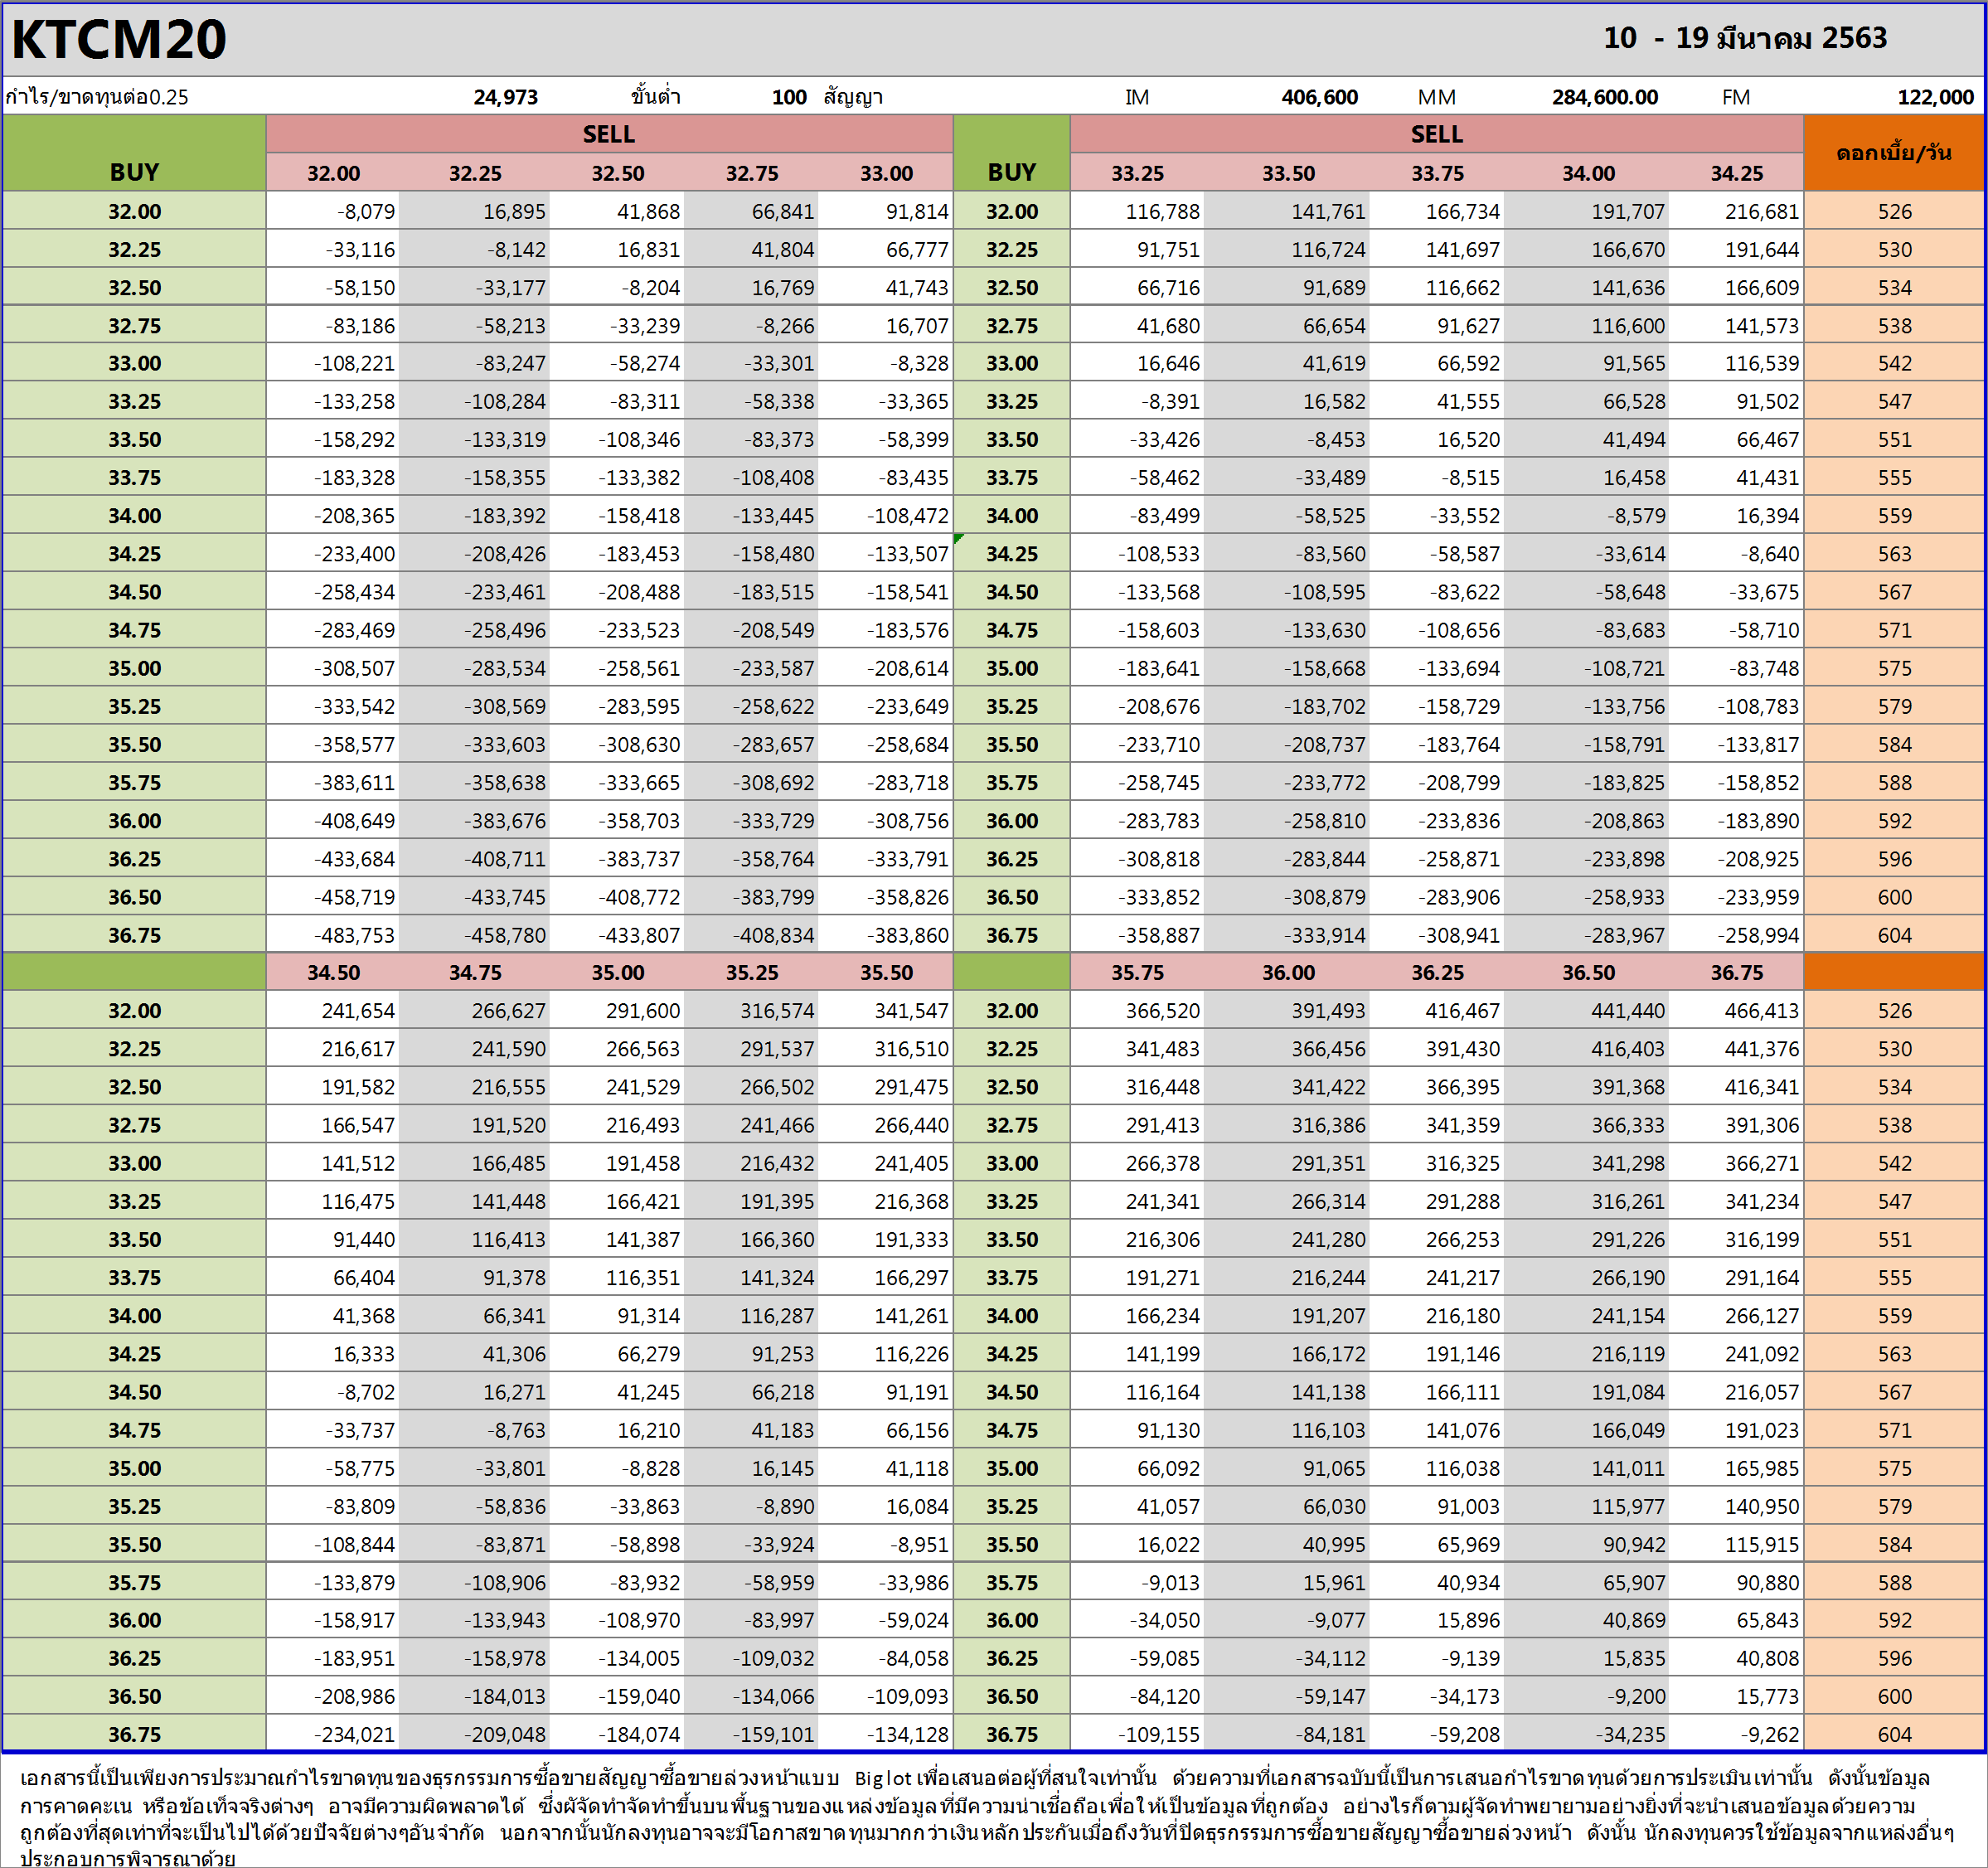 KTCM20 10 - 19 มีนาคม 2563
กำไร/ขาดทุนต่อ0.25 24,973 ขั้นต่ำ 100 สัญญา IM 406,600 MM 284,600.00 FM 122,000
SELL SELL
BUY 32.00 32.25 32.50 32.75 33.00 BUY 33.25 33.50 33.75 34.00 34.25 ดอกเบี้ย/วัน
32.00 -8,079 16,895 41,868 66,841 91,814 32.00 116,788 141,761 166,734 191,707 216,681 526
32.25 -33,116 -8,142 16,831 41,804 66,777 32.25 91,751 116,724 141,697 166,670 191,644 530
32.50 -58,150 -33,177 -8,204 16,769 41,743 32.50 66,716 91,689 116,662 141,636 166,609 534
32.75 -83,186 -58,213 -33,239 -8,266 16,707 32.75 41,680 66,654 91,627 116,600 141,573 538
33.00 -108,221 -83,247 -58,274 -33,301 -8,328 33.00 16,646 41,619 66,592 91,565 116,539 542
33.25 -133,258 -108,284 -83,311 -58,338 -33,365 33.25 -8,391 16,582 41,555 66,528 91,502 547
33.50 -158,292 -133,319 -108,346 -83,373 -58,399 33.50 -33,426 -8,453 16,520 41,494 66,467 551
33.75 -183,328 -158,355 -133,382 -108,408 -83,435 33.75 -58,462 -33,489 -8,515 16,458 41,431 555
34.00 -208,365 -183,392 -158,418 -133,445 -108,472 34.00 -83,499 -58,525 -33,552 -8,579 16,394 559
34.25 -233,400 -208,426 -183,453 -158,480 -133,507 34.25 -108,533 -83,560 -58,587 -33,614 -8,640 563
34.50 -258,434 -233,461 -208,488 -183,515 -158,541 34.50 -133,568 -108,595 -83,622 -58,648 -33,675 567
34.75 -283,469 -258,496 -233,523 -208,549 -183,576 34.75 -158,603 -133,630 -108,656 -83,683 -58,710 571
35.00 -308,507 -283,534 -258,561 -233,587 -208,614 35.00 -183,641 -158,668 -133,694 -108,721 -83,748 575
35.25 -333,542 -308,569 -283,595 -258,622 -233,649 35.25 -208,676 -183,702 -158,729 -133,756 -108,783 579
35.50 -358,577 -333,603 -308,630 -283,657 -258,684 35.50 -233,710 -208,737 -183,764 -158,791 -133,817 584
35.75 -383,611 -358,638 -333,665 -308,692 -283,718 35.75 -258,745 -233,772 -208,799 -183,825 -158,852 588
36.00 -408,649 -383,676 -358,703 -333,729 -308,756 36.00 -283,783 -258,810 -233,836 -208,863 -183,890 592
36.25 -433,684 -408,711 -383,737 -358,764 -333,791 36.25 -308,818 -283,844 -258,871 -233,898 -208,925 596
36.50 -458,719 -433,745 -408,772 -383,799 -358,826 36.50 -333,852 -308,879 -283,906 -258,933 -233,959 600
36.75 -483,753 -458,780 -433,807 -408,834 -383,860 36.75 -358,887 -333,914 -308,941 -283,967 -258,994 604
34.50 34.75 35.00 35.25 35.50 35.75 36.00 36.25 36.50 36.75
32.00 241,654 266,627 291,600 316,574 341,547 32.00 366,520 391,493 416,467 441,440 466,413 526
32.25 216,617 241,590 266,563 291,537 316,510 32.25 341,483 366,456 391,430 416,403 441,376 530
32.50 191,582 216,555 241,529 266,502 291,475 32.50 316,448 341,422 366,395 391,368 416,341 534
32.75 166,547 191,520 216,493 241,466 266,440 32.75 291,413 316,386 341,359 366,333 391,306 538
33.00 141,512 166,485 191,458 216,432 241,405 33.00 266,378 291,351 316,325 341,298 366,271 542
33.25 116,475 141,448 166,421 191,395 216,368 33.25 241,341 266,314 291,288 316,261 341,234 547
33.50 91,440 116,413 141,387 166,360 191,333 33.50 216,306 241,280 266,253 291,226 316,199 551
33.75 66,404 91,378 116,351 141,324 166,297 33.75 191,271 216,244 241,217 266,190 291,164 555
34.00 41,368 66,341 91,314 116,287 141,261 34.00 166,234 191,207 216,180 241,154 266,127 559
34.25 16,333 41,306 66,279 91,253 116,226 34.25 141,199 166,172 191,146 216,119 241,092 563
34.50 -8,702 16,271 41,245 66,218 91,191 34.50 116,164 141,138 166,111 191,084 216,057 567
34.75 -33,737 -8,763 16,210 41,183 66,156 34.75 91,130 116,103 141,076 166,049 191,023 571
35.00 -58,775 -33,801 -8,828 16,145 41,118 35.00 66,092 91,065 116,038 141,011 165,985 575
35.25 -83,809 -58,836 -33,863 -8,890 16,084 35.25 41,057 66,030 91,003 115,977 140,950 579
35.50 -108,844 -83,871 -58,898 -33,924 -8,951 35.50 16,022 40,995 65,969 90,942 115,915 584
35.75 -133,879 -108,906 -83,932 -58,959 -33,986 35.75 -9,013 15,961 40,934 65,907 90,880 588
36.00 -158,917 -133,943 -108,970 -83,997 -59,024 36.00 -34,050 -9,077 15,896 40,869 65,843 592
36.25 -183,951 -158,978 -134,005 -109,032 -84,058 36.25 -59,085 -34,112 -9,139 15,835 40,808 596
36.50 -208,986 -184,013 -159,040 -134,066 -109,093 36.50 -84,120 -59,147 -34,173 -9,200 15,773 600
36.75 -234,021 -209,048 -184,074 -159,101 -134,128 36.75 -109,155 -84,181 -59,208 -34,235 -9,262 604
เอกสารนี้เป็นเพียงการประมาณกำไรขาดทุนของธุรกรรมการซื้อขายสัญญาซื้อขายล่วงหน้าแบบ Big lot เพื่อเสนอต่อผู้ที่สนใจเท่านั้น ด้วยความที่เอกสารฉบับนี้เป็นการเสนอกำไรขาดทุนด้วยการประเมินเท่านั้น ดังนั้นข้อมูล
การคาดคะเน หรือข้อเท็จจริงต่างๆ อาจมีความผิดพลาดได้ ซึ่งผัจัดทำจัดทำขึ้นบนพื้นฐานของแหล่งข้อมูลที่มีความน่าเชื่อถือเพื่อให้เป็นข้อมูลที่ถูกต้อง อย่างไรก็ตามผู้จัดทำพยายามอย่างยิ่งที่จะนำเสนอข้อมูลด้วยความ
ถูกต้องที่สุดเท่าที่จะเป็นไปได้ด้วยปัจจัยต่างๆอันจำกัด นอกจากนั้นนักลงทุนอาจจะมีโอกาสขาดทุนมากกว่าเงินหลักประกันเมื่อถึงวันที่ปิดธุรกรรมการซื้อขายสัญญาซื้อขายล่วงหน้า ดังนั้น นักลงทุนควรใช้ข้อมูลจากแหล่งอื่นๆ
ประกอบการพิจารณาด้วย